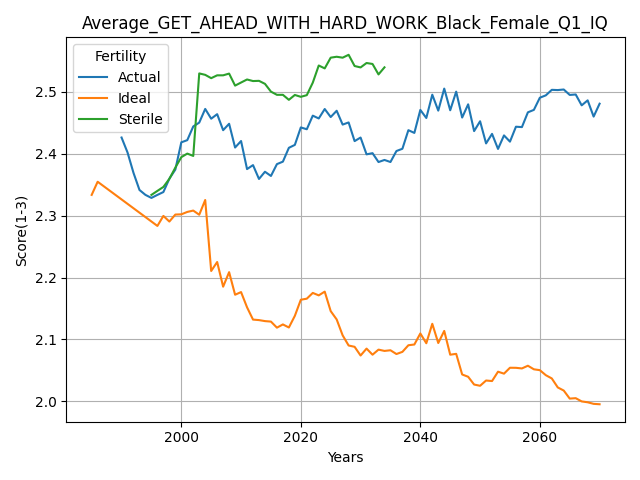 Average_GET_AHEAD_WITH_HARD_WORK_Black_Female_Q1_IQ
Fertility
Actual
Ideal
Sterile
Score(1-3)
2.5
2.4
2.3
2.2
2.1
2.0
2000
2020
2040
2060
Years